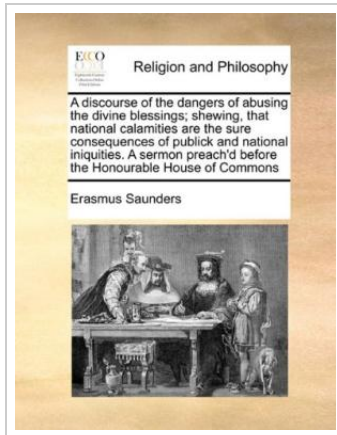 ECCO
Religion and Philosophy
A discourse of the dangers of abusing
the divine blessings; shewing, that
national calamities are the sure
consequences of publick and national
iniquities. A sermon preach'd before
the Honourable House of Commons
Erasmus Saunders